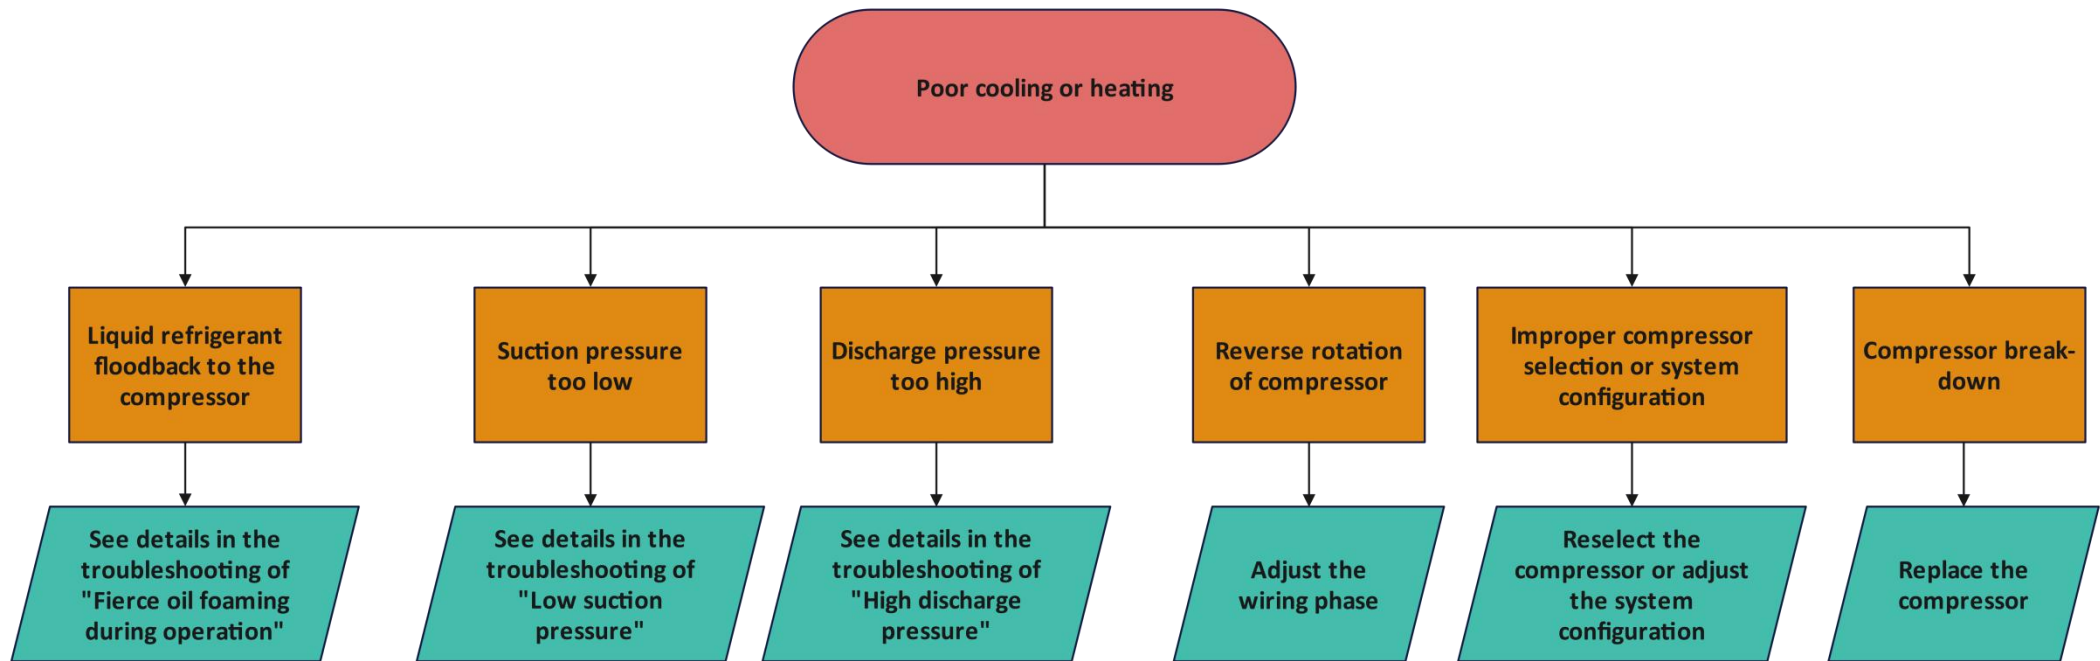 Poor cooling or heating
Liquid refrigerant
floodback to the
compressor
Suction pressure
too low
Discharge pressure
too high
Reverse rotation
of compressor
Improper compressor
selection or system
configuration
Compressor break-
down
See details in the
troubleshooting of
"Fierce oil foaming
during operation"
See details in the
troubleshooting of
"Low suction
pressure"
See details in the
troubleshooting of
"High discharge
pressure"
Adjust the
wiring phase
Reselect the
compressor or adjust
the system
configuration
Replace the
compressor